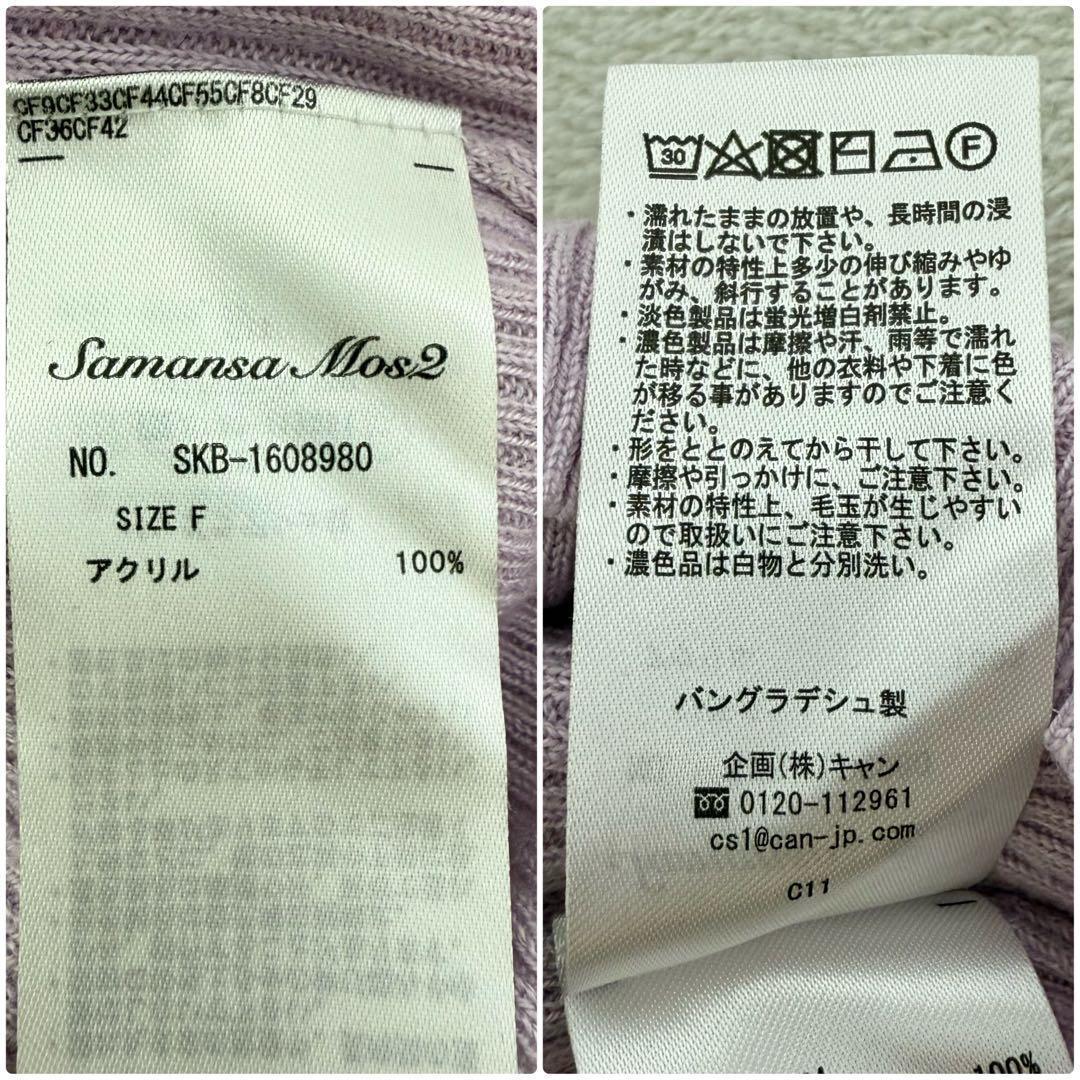 CF9CF33CF44CF55CF8CF29
CF36CF42
Samansa Mos2
NO. SKB-1608980
SIZE F
アクリル 100%
30
F
・濡れたままの放置や、長時間の浸
漬はしないで下さい。
・素材の特性上多少の伸び縮みやゆ
がみ、斜行することがあります。
・淡色製品は蛍光増白剤禁止。
・濃色製品は摩擦や汗、雨等で濡れ
た時などに、他の衣料や下着に色
が移る事がありますのでご注意く
ださい。
・形をととのえてから干して下さい。
・摩擦や引っかけに、ご注意下さい。
・素材の特性上、毛玉が生じやすい
ので取扱いにご注意下さい。
・濃色品は白物と分別洗い。
バングラデシュ製
企画(株)キャン
0120-112961
cs1@can-jp.com
C11
100%